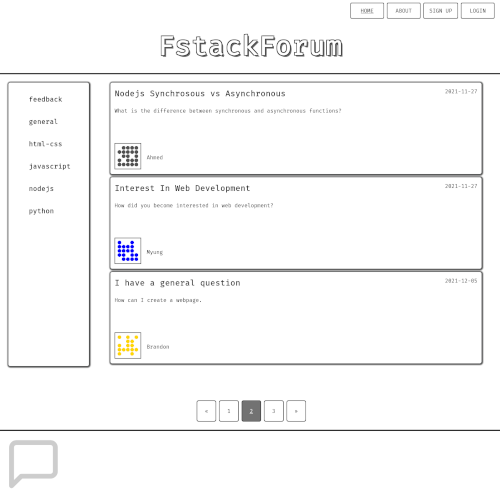 HOME ABOUT SIGN UP LOGIN
FstackForum
feedback
general
html-css
javascript
nodejs
python
Nodejs Synchrosous vs Asynchronous
2021-11-27
What is the difference between synchronous and asynchronous functions?
Ahmed
Interest In Web Development
2021-11-27
How did you become interested in web development?
Myung
I have a general question
2021-12-05
How can I create a webpage.
Brandon
« 1 2 3 »